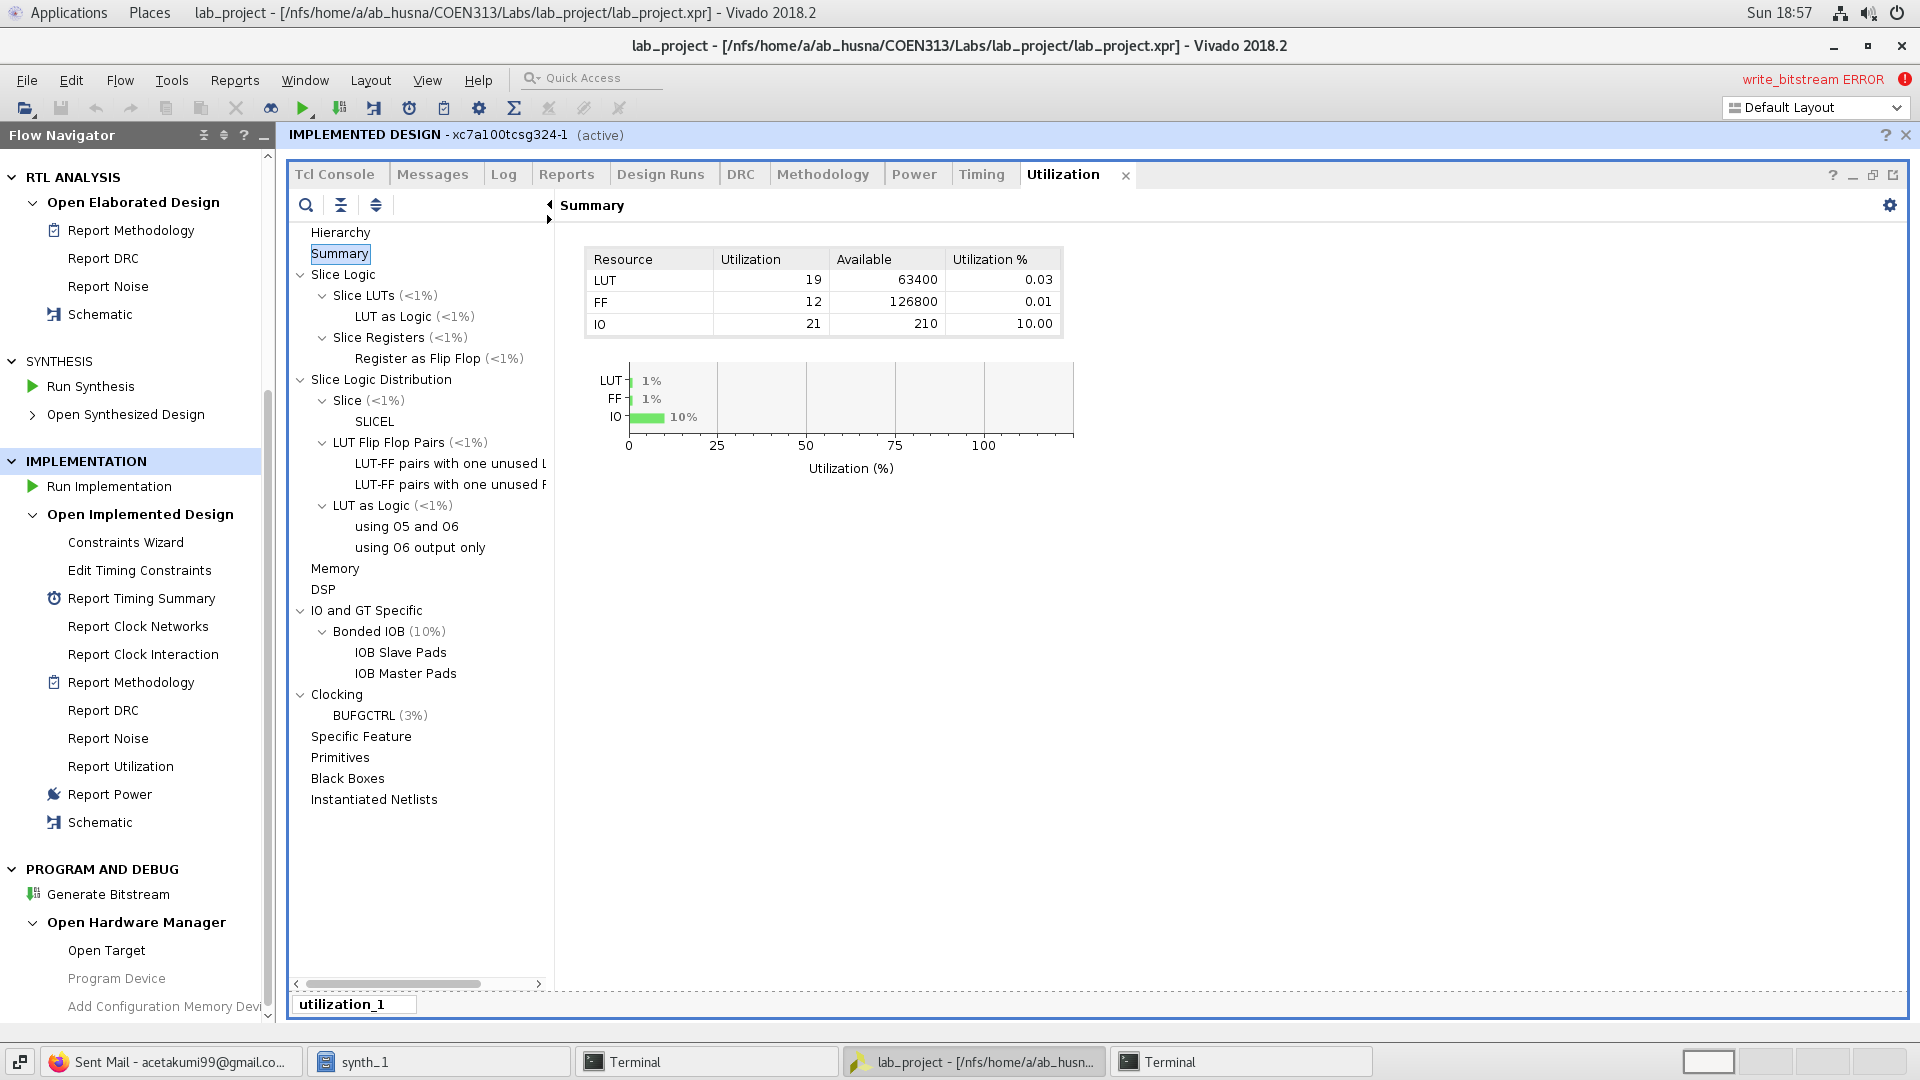 Applications Places lab_project - [/nfs/home/a/ab_husna/COEN313/Labs/lab_project/lab_project.xpr] - Vivado 2018.2 Sun 18:57
lab_project - [/nfs/home/a/ab_husna/COEN313/Labs/lab_project/lab_project.xpr] - Vivado 2018.2
File Edit Flow Tools Reports Window Layout View Help Quick Access write_bitstream ERROR
Default Layout
Flow Navigator
IMPLEMENTED DESIGN - xc7a100tcsg324-1 (active)
RTL ANALYSIS
Open Elaborated Design
Report Methodology
Report DRC
Report Noise
Schematic
SYNTHESIS
Run Synthesis
Open Synthesized Design
IMPLEMENTATION
Run Implementation
Open Implemented Design
Constraints Wizard
Edit Timing Constraints
Report Timing Summary
Report Clock Networks
Report Clock Interaction
Report Methodology
Report DRC
Report Noise
Report Utilization
Report Power
Schematic
PROGRAM AND DEBUG
Generate Bitstream
Open Hardware Manager
Open Target
Program Device
Add Configuration Memory Devi
Tcl Console Messages Log Reports Design Runs DRC Methodology Power Timing Utilization
Hierarchy
Summary
Slice Logic
Slice LUTs (<1%)
LUT as Logic (<1%)
Slice Registers (<1%)
Register as Flip Flop (<1%)
Slice Logic Distribution
Slice (<1%)
SLICEL
LUT Flip Flop Pairs (<1%)
LUT-FF pairs with one unused L
LUT-FF pairs with one unused F
LUT as Logic (<1%)
using O5 and O6
using O6 output only
Memory
DSP
IO and GT Specific
Bonded IOB (10%)
IOB Slave Pads
IOB Master Pads
Clocking
BUFGCTRL (3%)
Specific Feature
Primitives
Black Boxes
Instantiated Netlists
Summary
Resource Utilization Available Utilization %
LUT 19 63400 0.03
FF 12 126800 0.01
IO 21 210 10.00
LUT 1%
FF 1%
IO 10%
0 25 50 75 100
Utilization (%)
utilization_1
Sent Mail - acetakumi99@gmail.co... synth_1 Terminal lab_project - [/nfs/home/a/ab_husn... Terminal